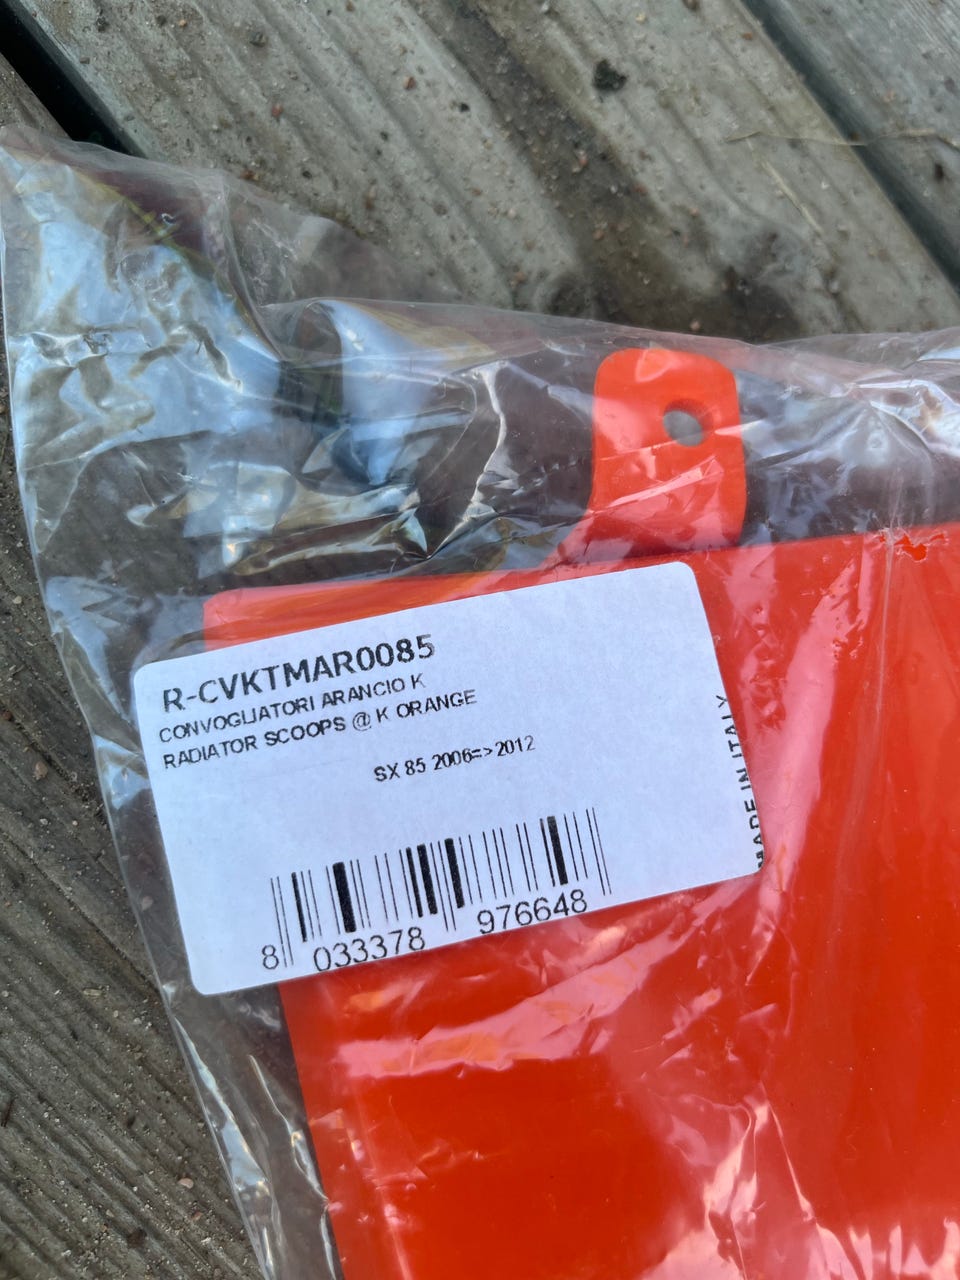 R-CVKTMAR0085
CONVOGLIATORI ARANCIO K
RADIATOR SCOOPS @ K ORANGE
SX 85 2006=>2012
MADE IN ITALY
8 033378 976648